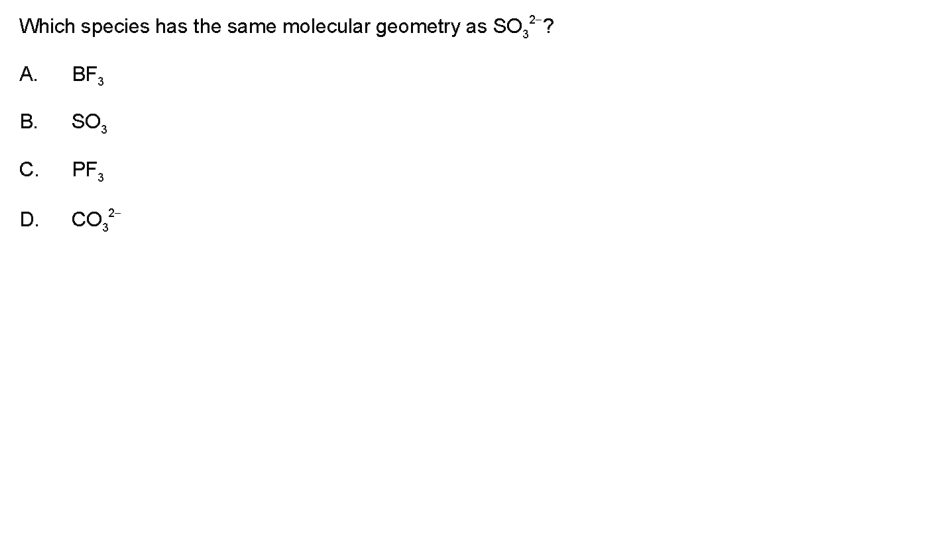 Which species has the same molecular geometry as SO₃²⁻?
A. BF₃
B. SO₃
C. PF₃
D. CO₃²⁻